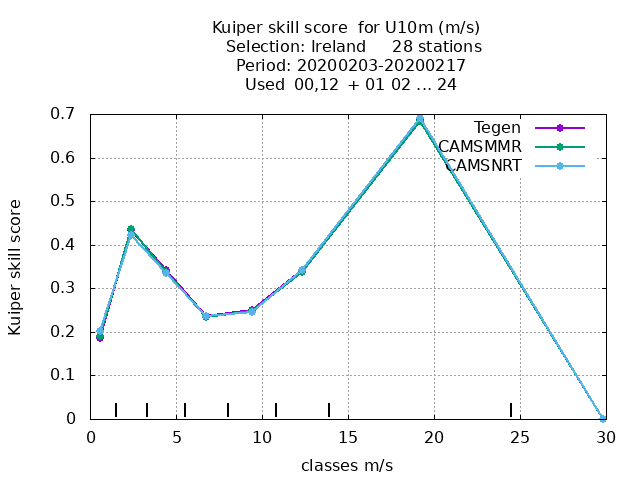 Kuiper skill score  for U10m (m/s)
Selection: Ireland     28 stations
Period: 20200203-20200217
Used  00,12  + 01 02 ... 24
Tegen
CAMSMMR
CAMSNRT
Kuiper skill score
0.7
0.6
0.5
0.4
0.3
0.2
0.1
0
0 5 10 15 20 25 30
classes m/s